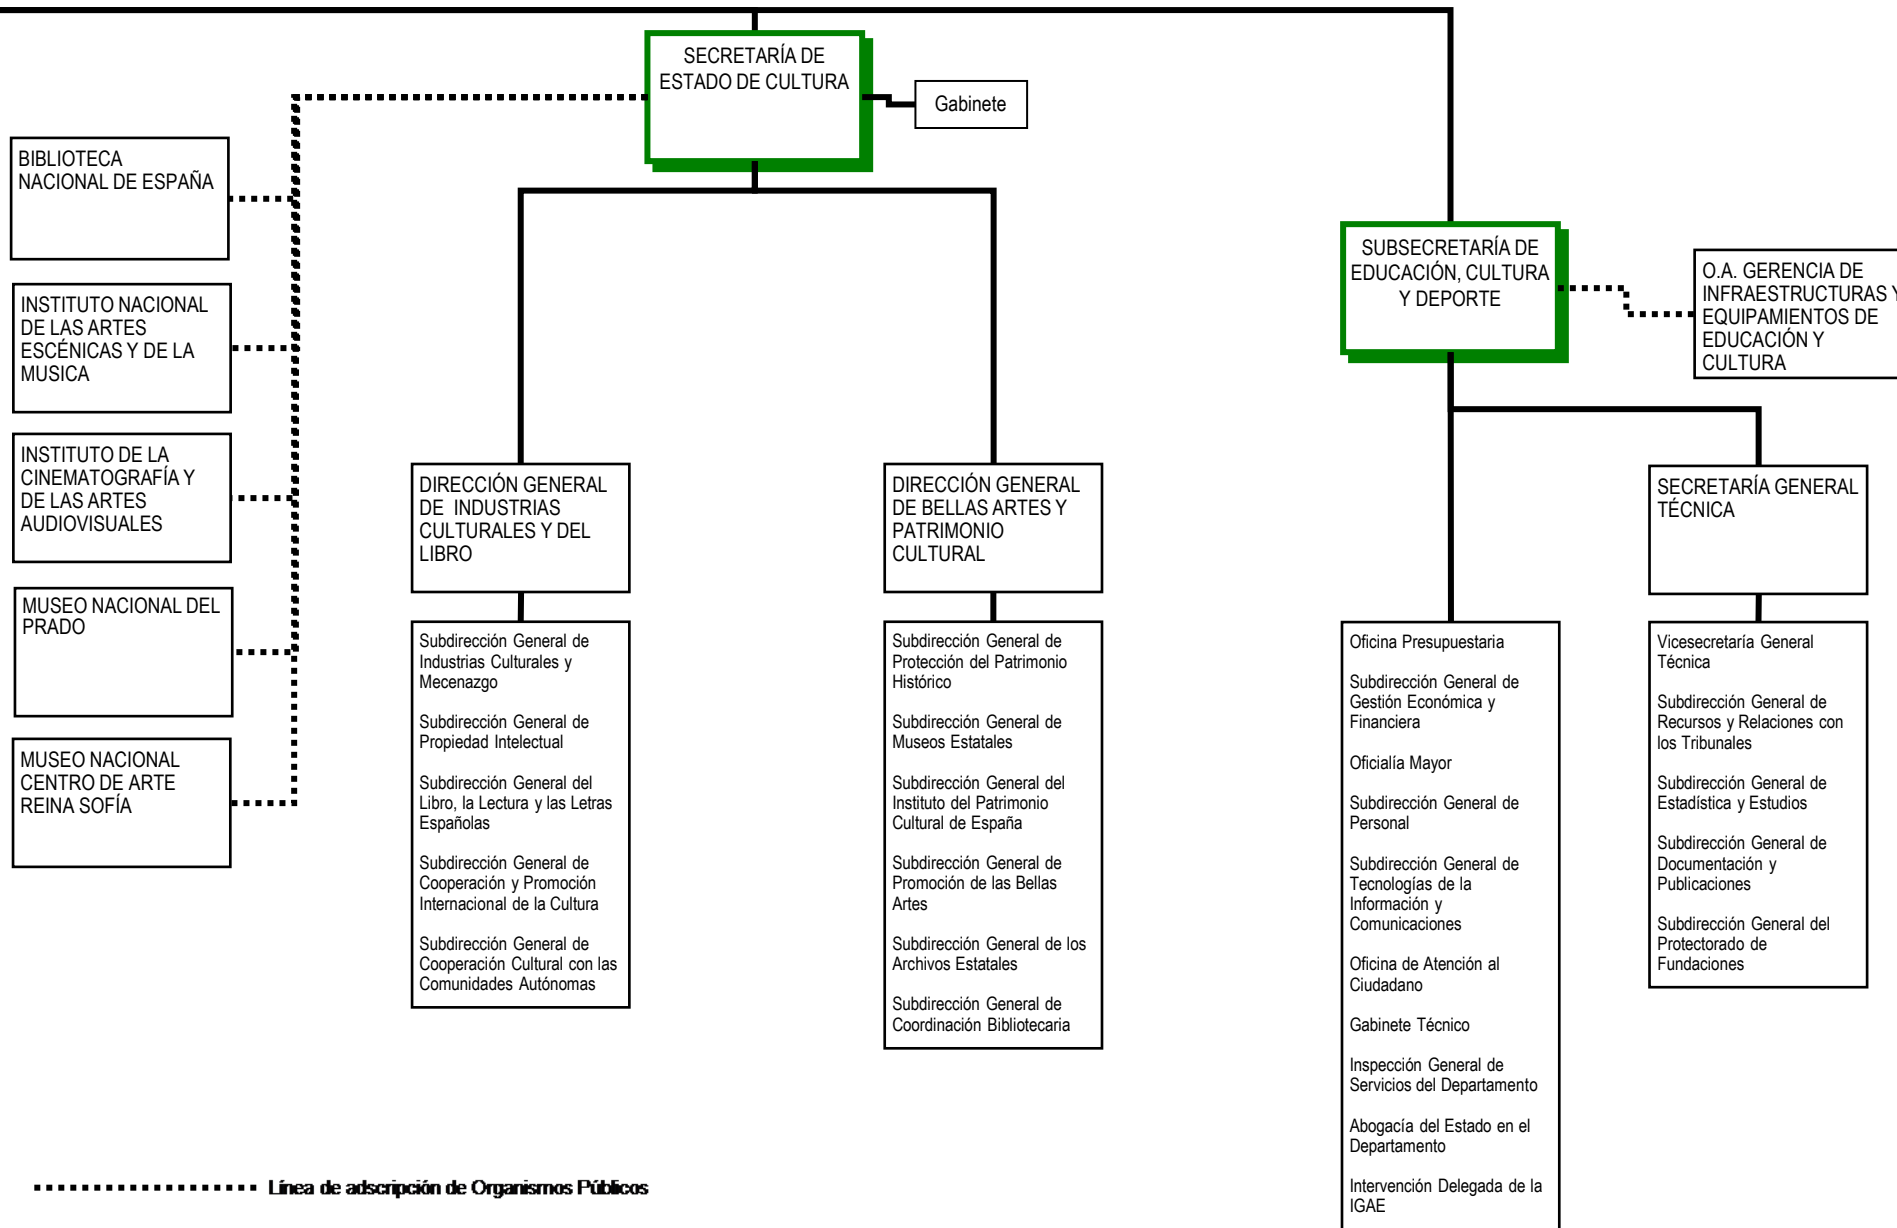 SECRETARÍA DE
ESTADO DE CULTURA
Gabinete
BIBLIOTECA
NACIONAL DE ESPAÑA
INSTITUTO NACIONAL
DE LAS ARTES
ESCÉNICAS Y DE LA
MUSICA
INSTITUTO DE LA
CINEMATOGRAFÍA Y
DE LAS ARTES
AUDIOVISUALES
MUSEO NACIONAL DEL
PRADO
MUSEO NACIONAL
CENTRO DE ARTE
REINA SOFÍA
DIRECCIÓN GENERAL
DE INDUSTRIAS
CULTURALES Y DEL
LIBRO
Subdirección General de
Industrias Culturales y
Mecenazgo
Subdirección General de
Propiedad Intelectual
Subdirección General del
Libro, la Lectura y las Letras
Españolas
Subdirección General de
Cooperación y Promoción
Internacional de la Cultura
Subdirección General de
Cooperación Cultural con las
Comunidades Autónomas
DIRECCIÓN GENERAL
DE BELLAS ARTES Y
PATRIMONIO
CULTURAL
Subdirección General de
Protección del Patrimonio
Histórico
Subdirección General de
Museos Estatales
Subdirección General del
Instituto del Patrimonio
Cultural de España
Subdirección General de
Promoción de las Bellas
Artes
Subdirección General de los
Archivos Estatales
Subdirección General de
Coordinación Bibliotecaria
SUBSECRETARÍA DE
EDUCACIÓN, CULTURA
Y DEPORTE
O.A. GERENCIA DE
INFRAESTRUCTURAS Y
EQUIPAMIENTOS DE
EDUCACIÓN Y
CULTURA
Oficina Presupuestaria
Subdirección General de
Gestión Económica y
Financiera
Oficialía Mayor
Subdirección General de
Personal
Subdirección General de
Tecnologías de la
Información y
Comunicaciones
Oficina de Atención al
Ciudadano
Gabinete Técnico
Inspección General de
Servicios del Departamento
Abogacía del Estado en el
Departamento
Intervención Delegada de la
IGAE
SECRETARÍA GENERAL
TÉCNICA
Vicesecretaría General
Técnica
Subdirección General de
Recursos y Relaciones con
los Tribunales
Subdirección General de
Estadística y Estudios
Subdirección General de
Documentación y
Publicaciones
Subdirección General del
Protectorado de
Fundaciones
Línea de adscripción de Organismos Públicos